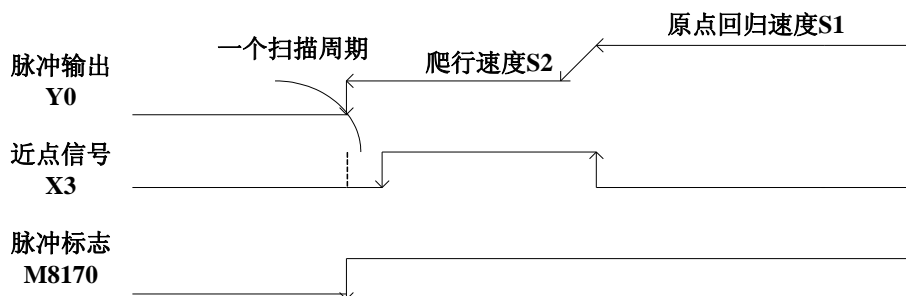 原点回归速度S1
一个扫描周期
爬行速度S2
脉冲输出
Y0
近点信号
X3
脉冲标志
M8170